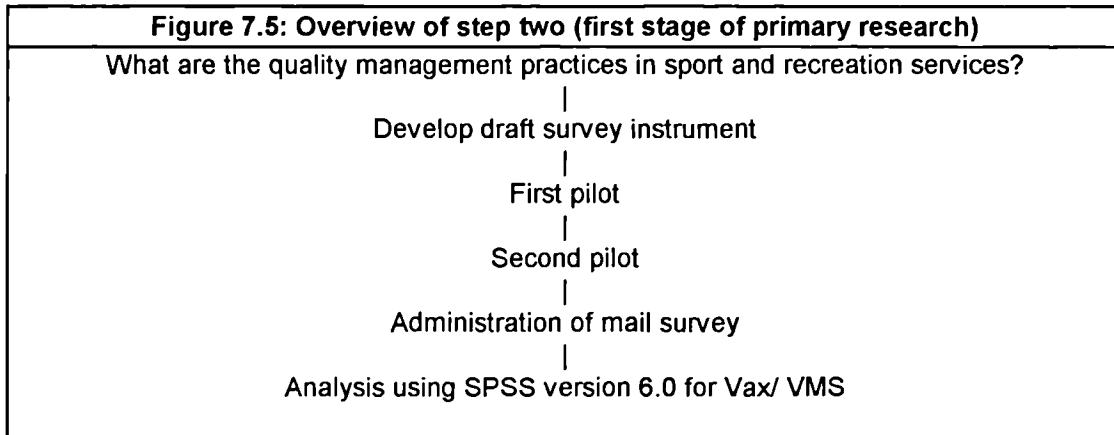 Figure 7.5: Overview of step two (first stage of primary research)
What are the quality management practices in sport and recreation services?
Develop draft survey instrument
First pilot
Second pilot
Administration of mail survey
Analysis using SPSS version 6.0 for Vax/ VMS